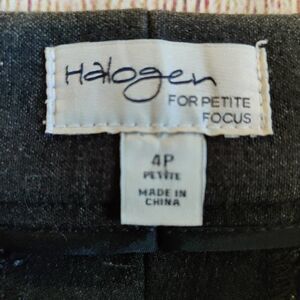 Halogen
FOR PETITE
FOCUS
4P
PETITE
MADE IN
CHINA